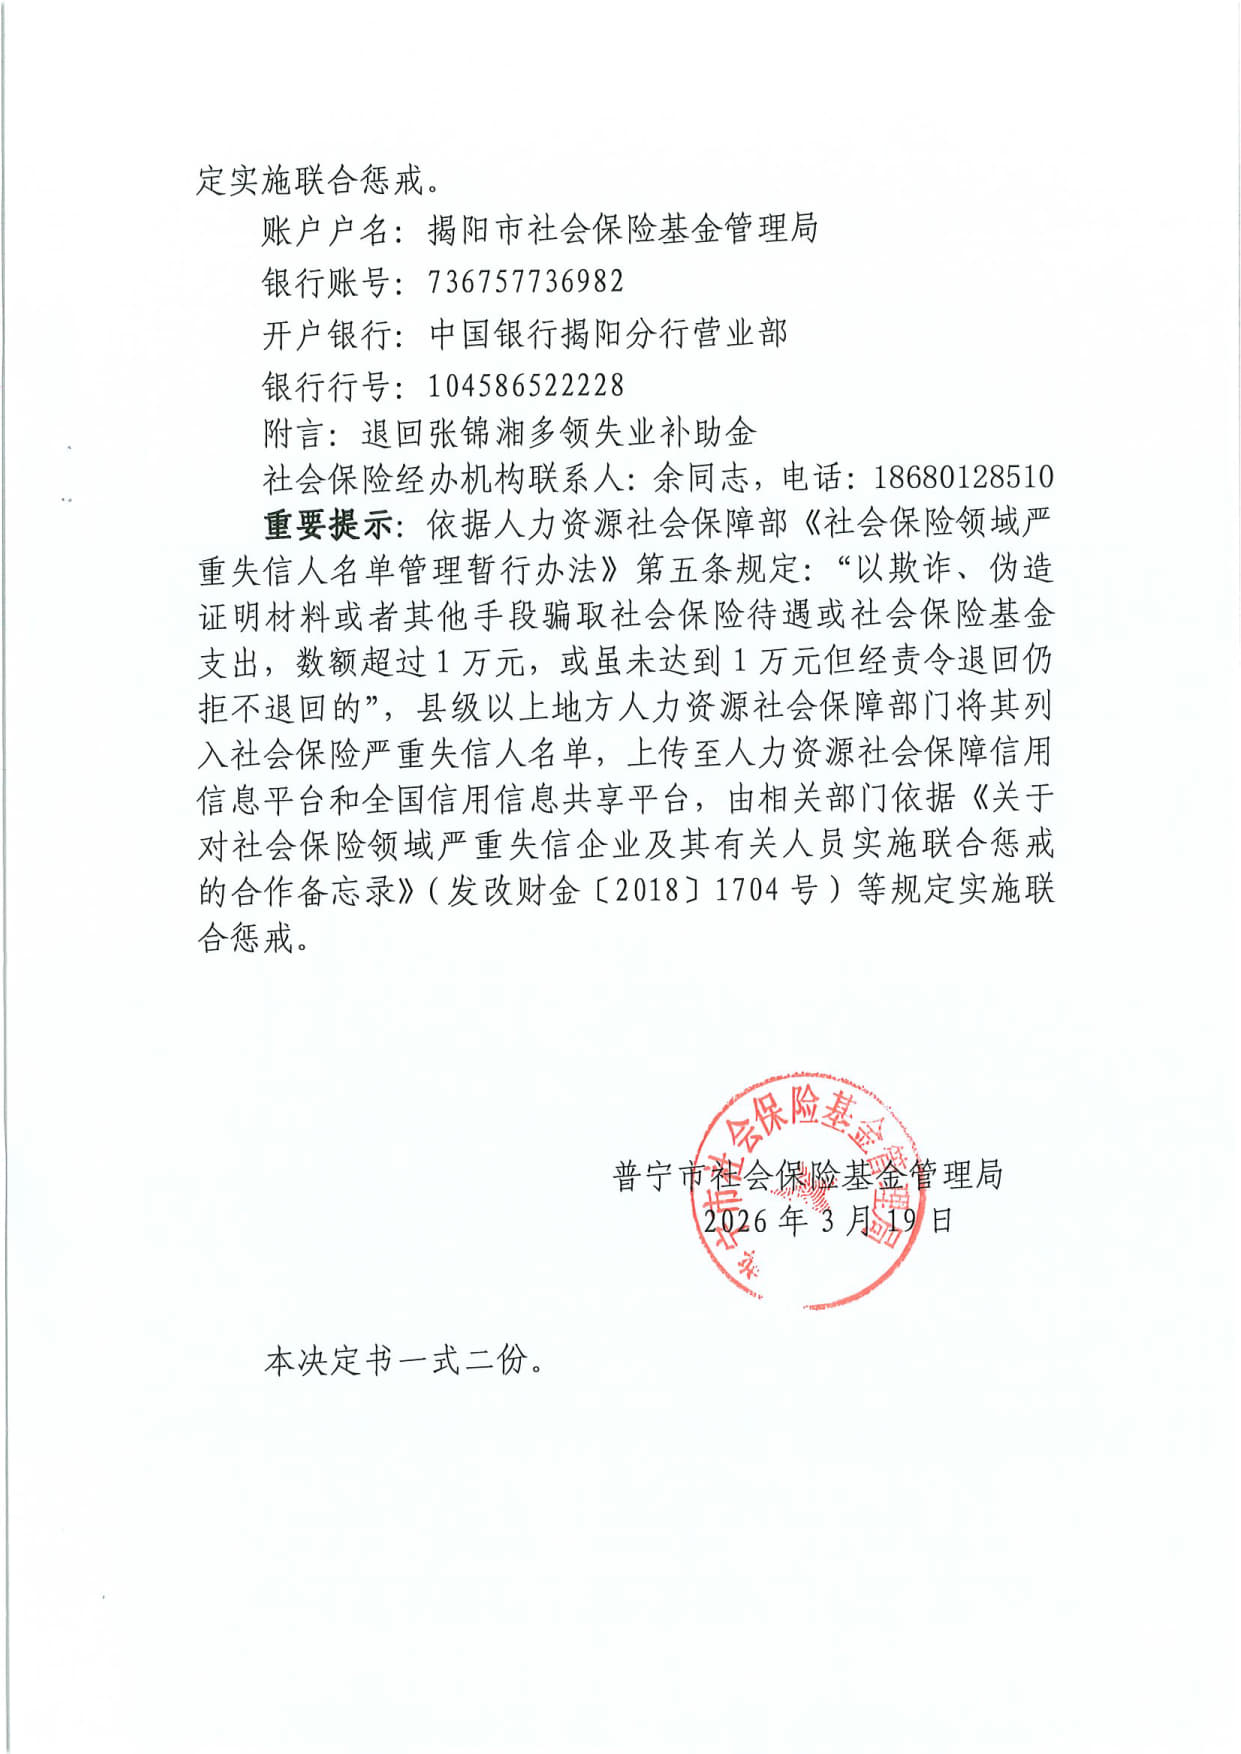 定实施联合惩戒。
账户户名：揭阳市社会保险基金管理局
银行账号：736757736982
开户银行：中国银行揭阳分行营业部
银行行号：104586522228
附言：退回张锦湘多领失业补助金
社会保险经办机构联系人：余同志，电话：18680128510
重要提示：依据人力资源社会保障部《社会保险领域严
重失信人名单管理暂行办法》第五条规定：“以欺诈、伪造
证明材料或者其他手段骗取社会保险待遇或社会保险基金
支出，数额超过1万元，或虽未达到1万元但经责令退回仍
拒不退回的”，县级以上地方人力资源社会保障部门将其列
入社会保险严重失信人名单，上传至人力资源社会保障信用
信息平台和全国信用信息共享平台，由相关部门依据《关于
对社会保险领域严重失信企业及其有关人员实施联合惩戒
的合作备忘录》（发改财金〔2018〕1704号）等规定实施联
合惩戒。
普宁市社会保险基金管理局
普宁市社会保险基金管理局
2026年3月19日
本决定书一式二份。